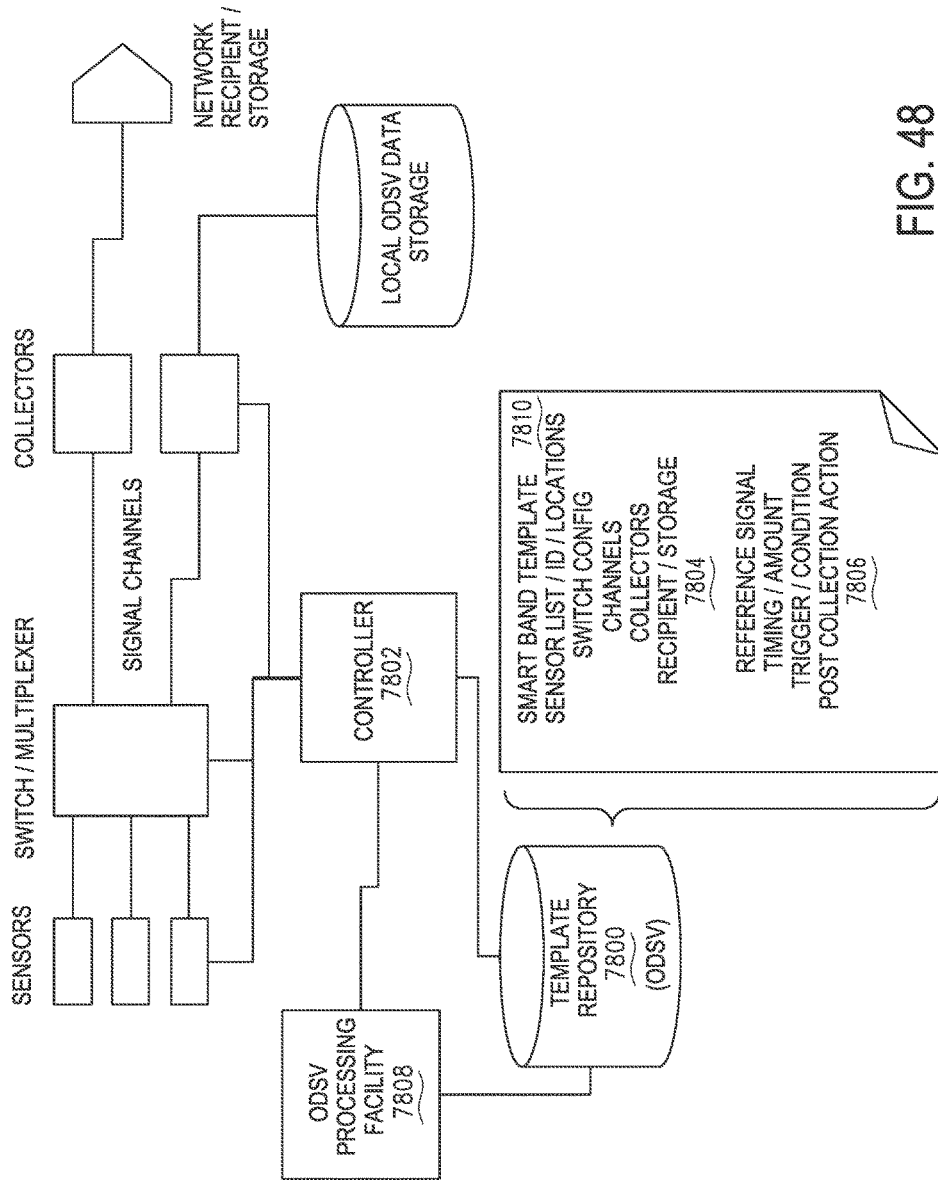 SENSORS
SWITCH / MULTIPLEXER
COLLECTORS
SIGNAL CHANNELS
NETWORK
RECIPIENT /
STORAGE
LOCAL ODSV DATA
STORAGE
CONTROLLER
7802
ODSV
PROCESSING
FACILITY
7808
TEMPLATE
REPOSITORY
7800
(ODSV)
SMART BAND TEMPLATE 7810
SENSOR LIST / ID / LOCATIONS
SWITCH CONFIG
CHANNELS
COLLECTORS
RECIPIENT / STORAGE
7804
REFERENCE SIGNAL
TIMING / AMOUNT
TRIGGER / CONDITION
POST COLLECTION ACTION
7806
FIG. 48